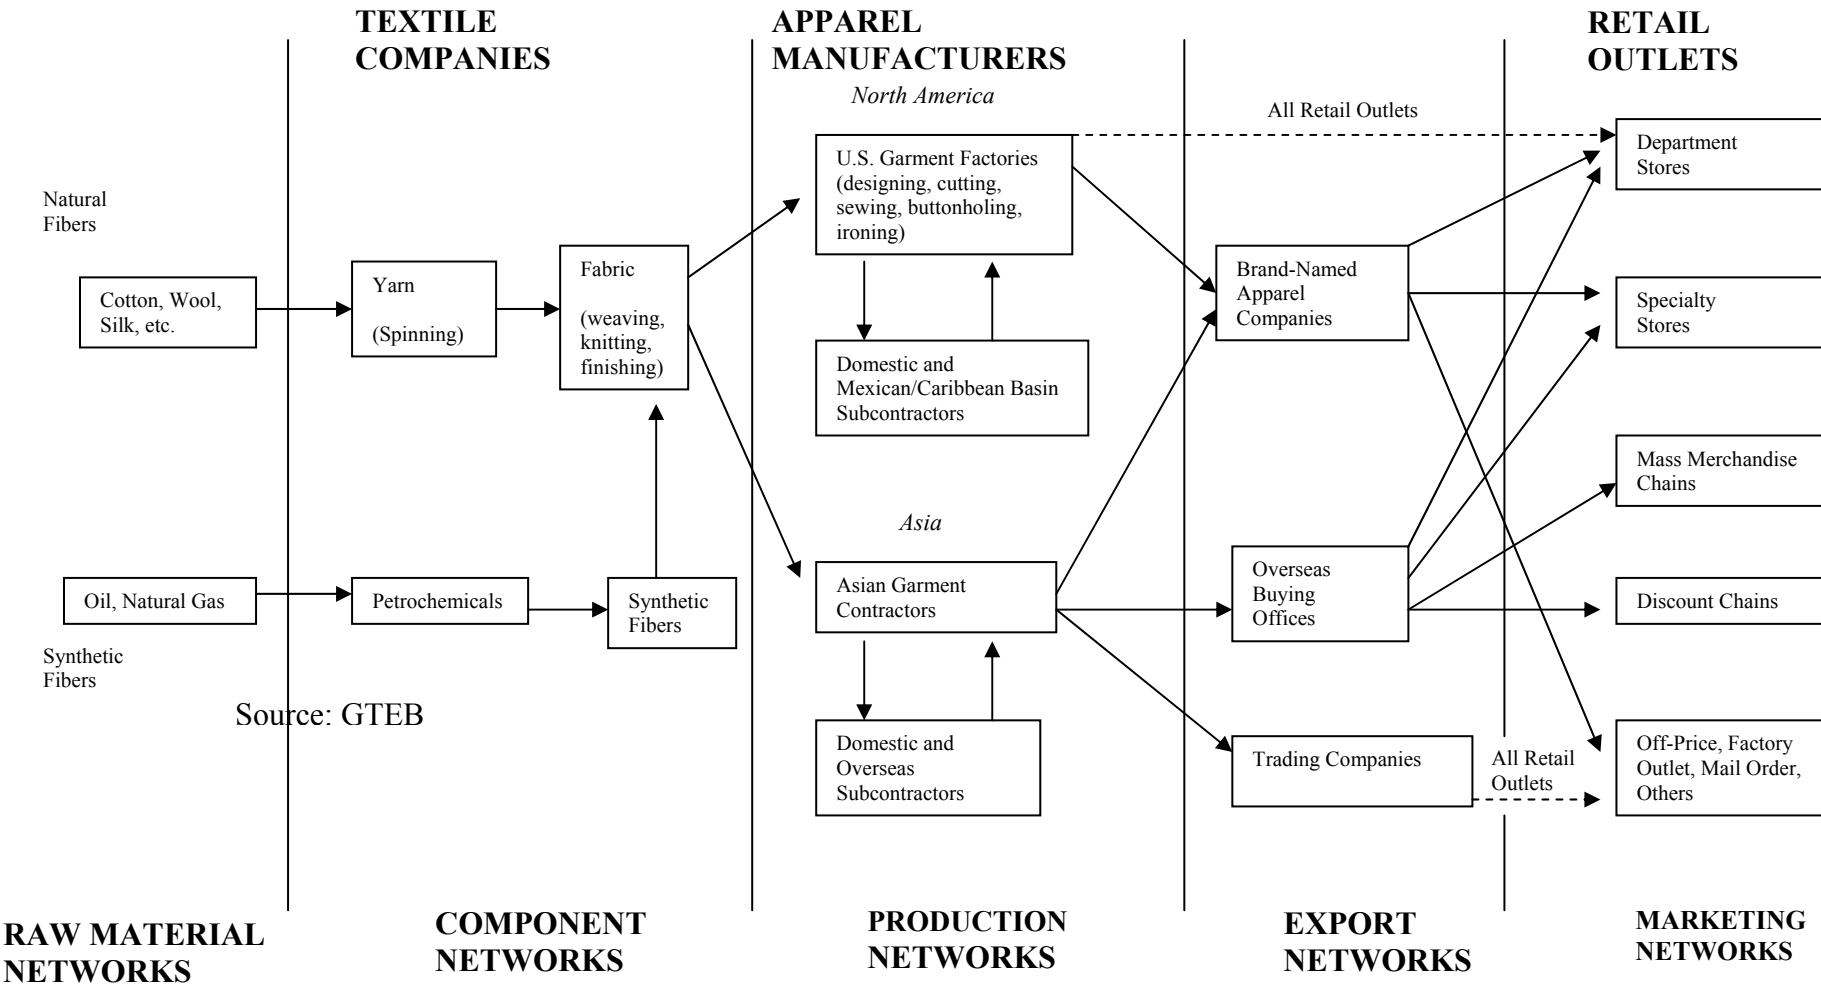 TEXTILE
COMPANIES
APPAREL
MANUFACTURERS
RETAIL
OUTLETS
North America
All Retail Outlets
Natural
Fibers
Cotton, Wool,
Silk, etc.
Yarn
(Spinning)
Fabric
(weaving,
knitting,
finishing)
U.S. Garment Factories
(designing, cutting,
sewing, buttonholing,
ironing)
Domestic and
Mexican/Caribbean Basin
Subcontractors
Brand-Named
Apparel
Companies
Department
Stores
Specialty
Stores
Mass Merchandise
Chains
Asia
Oil, Natural Gas
Petrochemicals
Synthetic
Fibers
Asian Garment
Contractors
Overseas
Buying
Offices
Discount Chains
Synthetic
Fibers
Source: GTEB
Domestic and
Overseas
Subcontractors
Trading Companies
All Retail
Outlets
Off-Price, Factory
Outlet, Mail Order,
Others
RAW MATERIAL
NETWORKS
COMPONENT
NETWORKS
PRODUCTION
NETWORKS
EXPORT
NETWORKS
MARKETING
NETWORKS